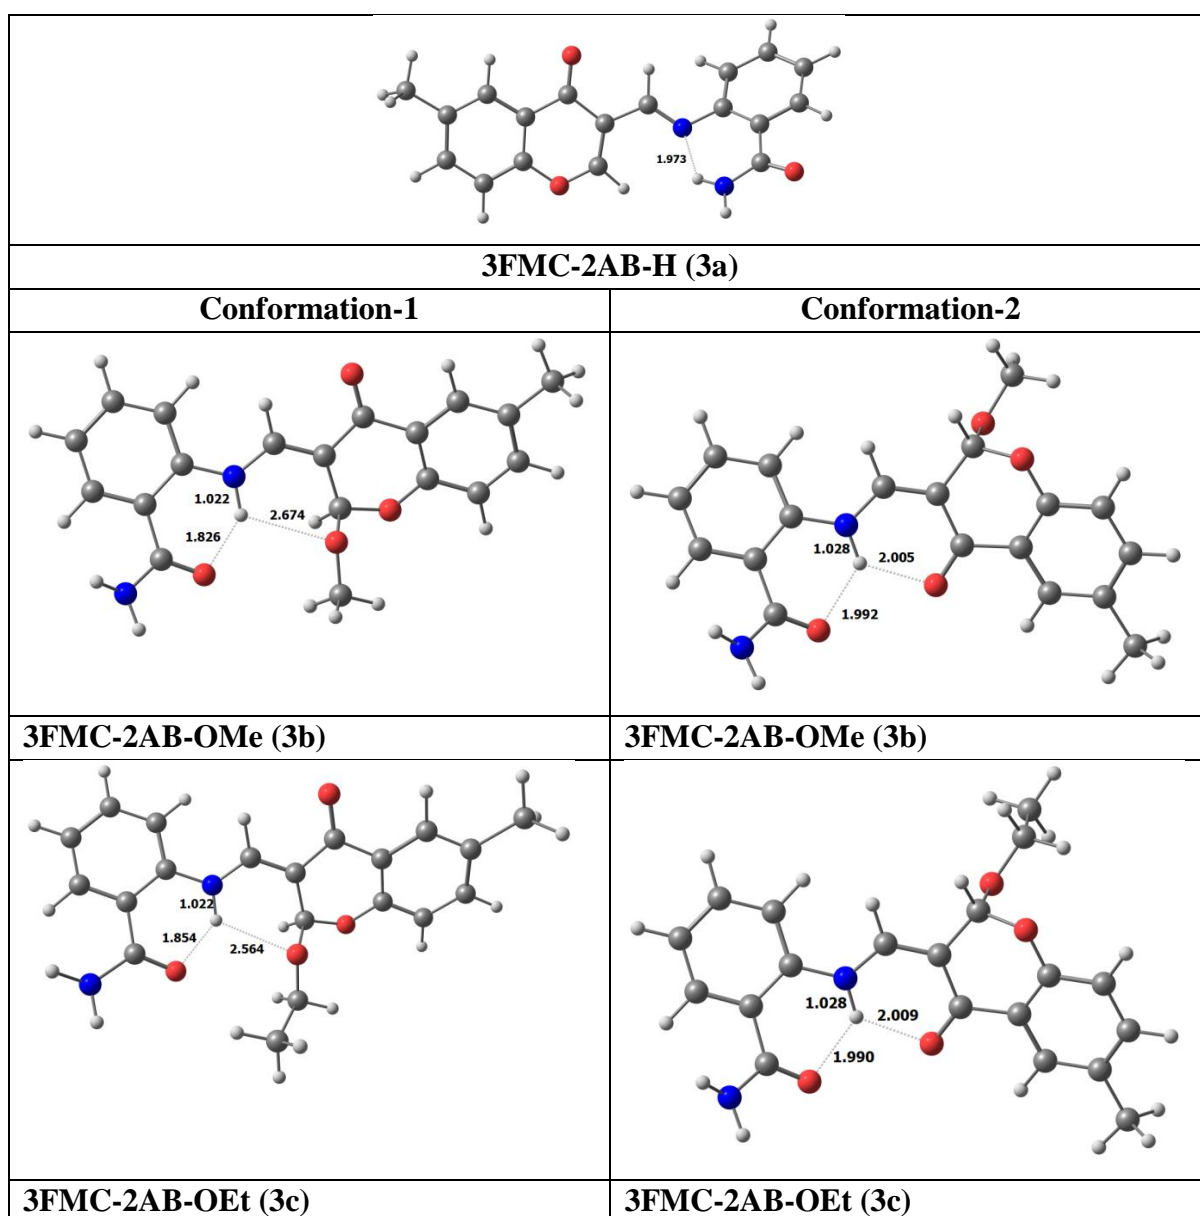 1.973
3FMC-2AB-H (3a)
Conformation-1
Conformation-2
1.022
2.674
1.826
1.028
2.005
1.992
3FMC-2AB-OMe (3b)
3FMC-2AB-OMe (3b)
1.022
1.854
2.564
1.028
2.009
1.990
3FMC-2AB-OEt (3c)
3FMC-2AB-OEt (3c)